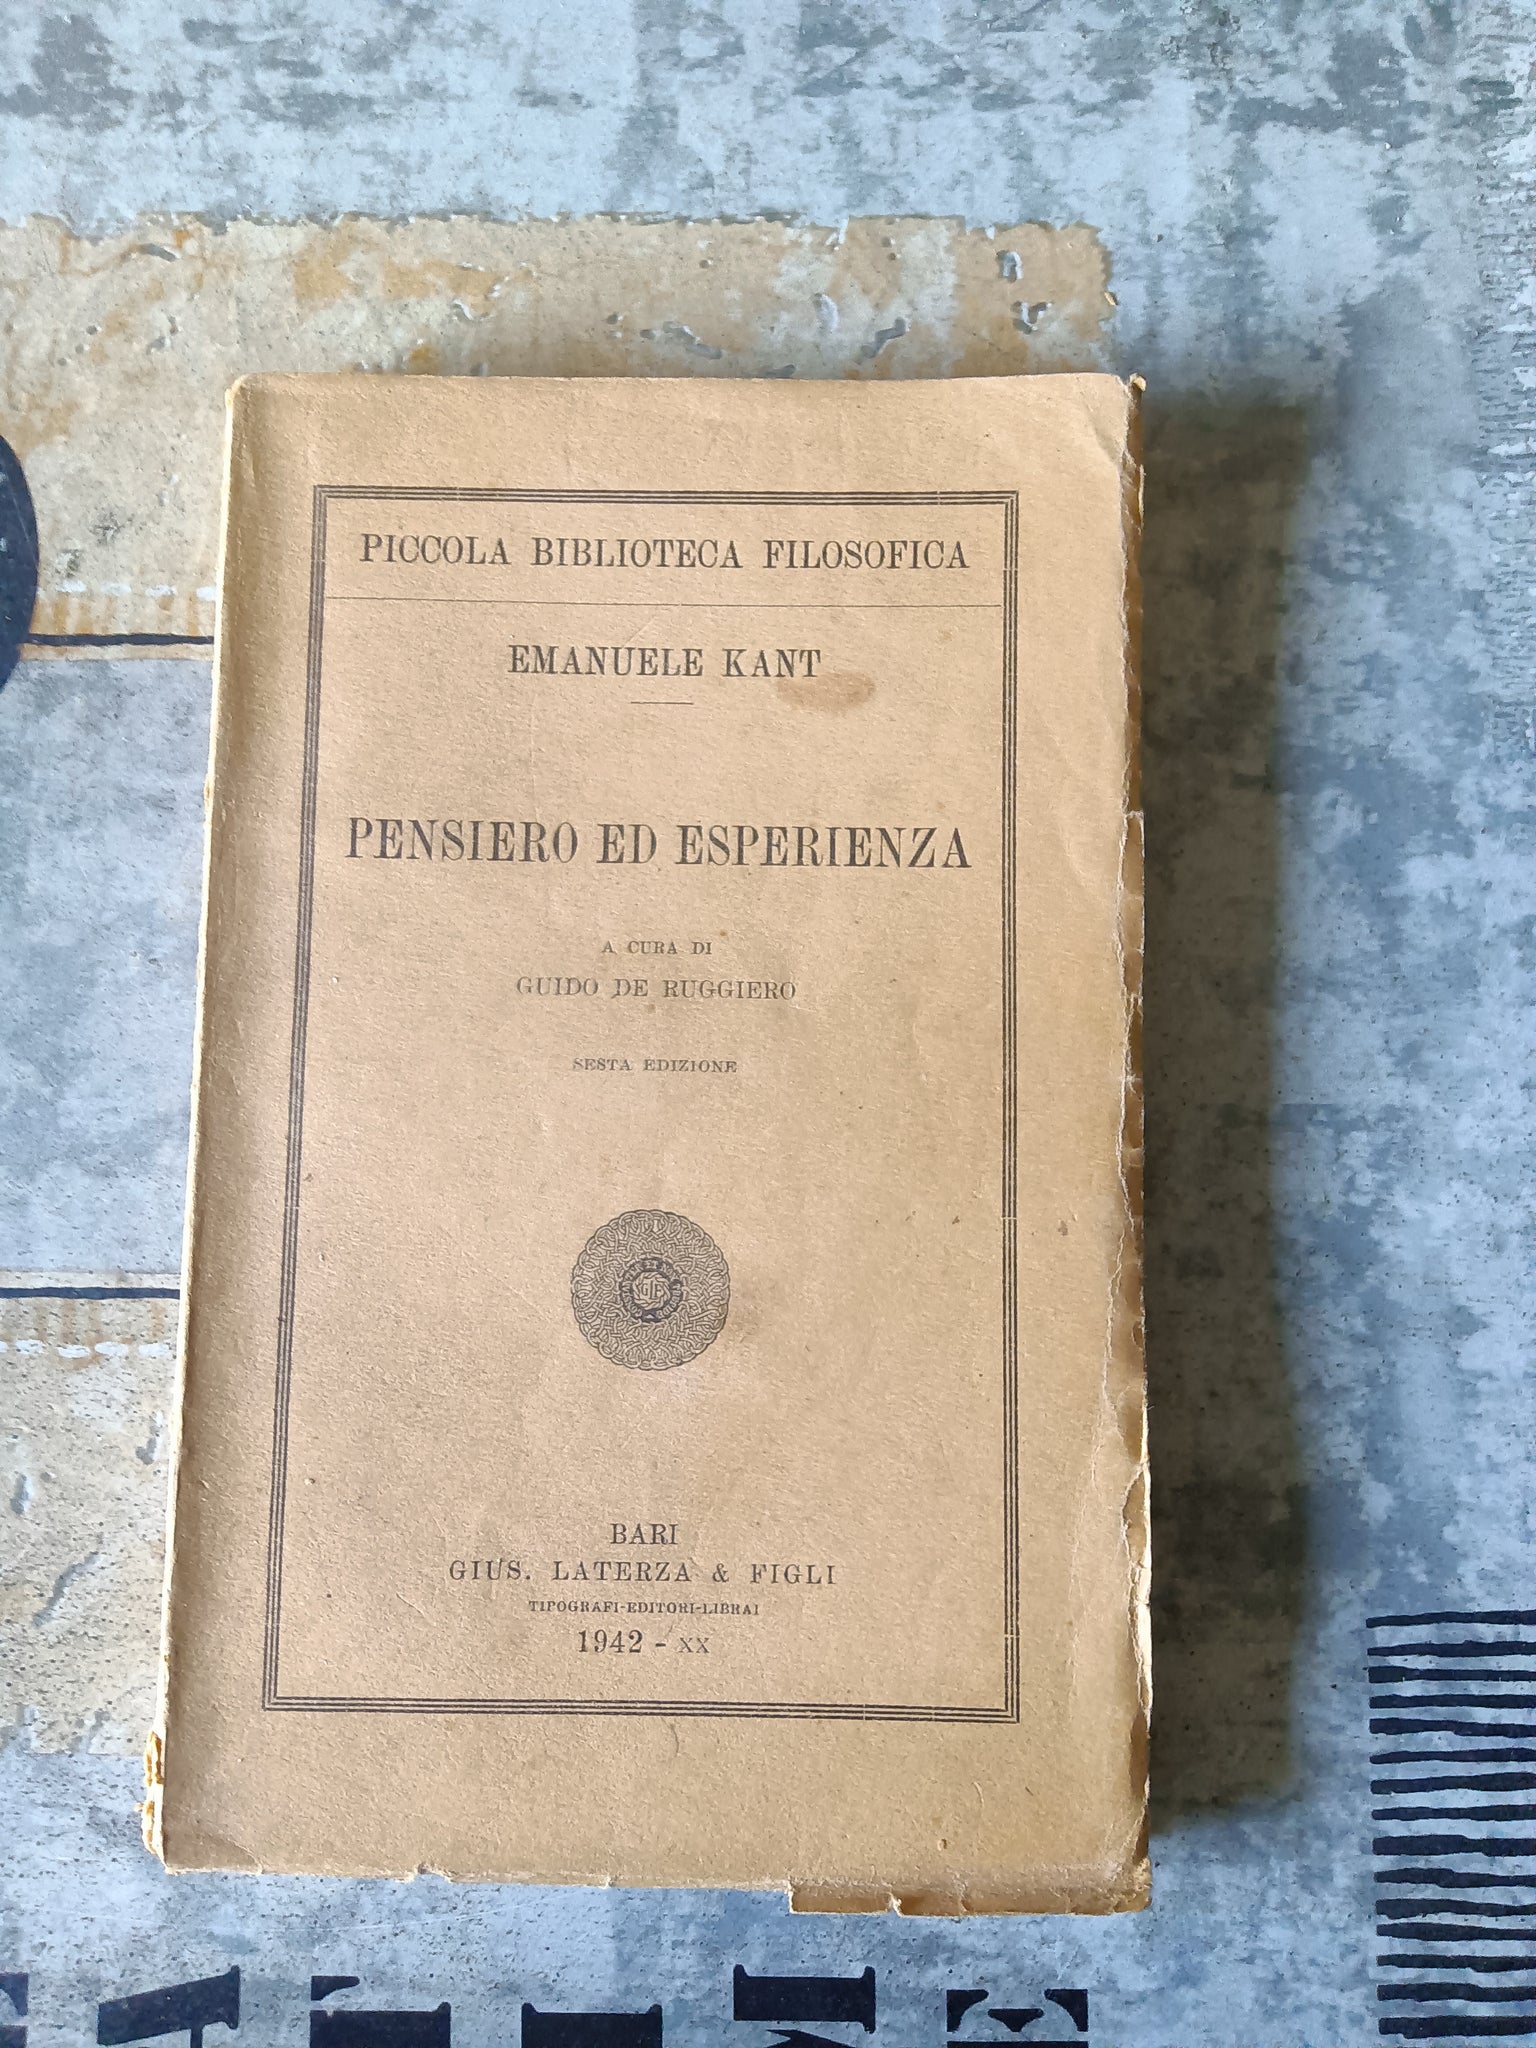 PICCOLA BIBLIOTECA FILOSOFICA
EMANUELE KANT
PENSIERO ED ESPERIENZA
A CURA DI
GUIDO DE RUGGIERO
SESTA EDIZIONE
BARI
GIUS. LATERZA & FIGLI
TIPOGRAFI-EDITORI-LIBRAI
1942 - XX